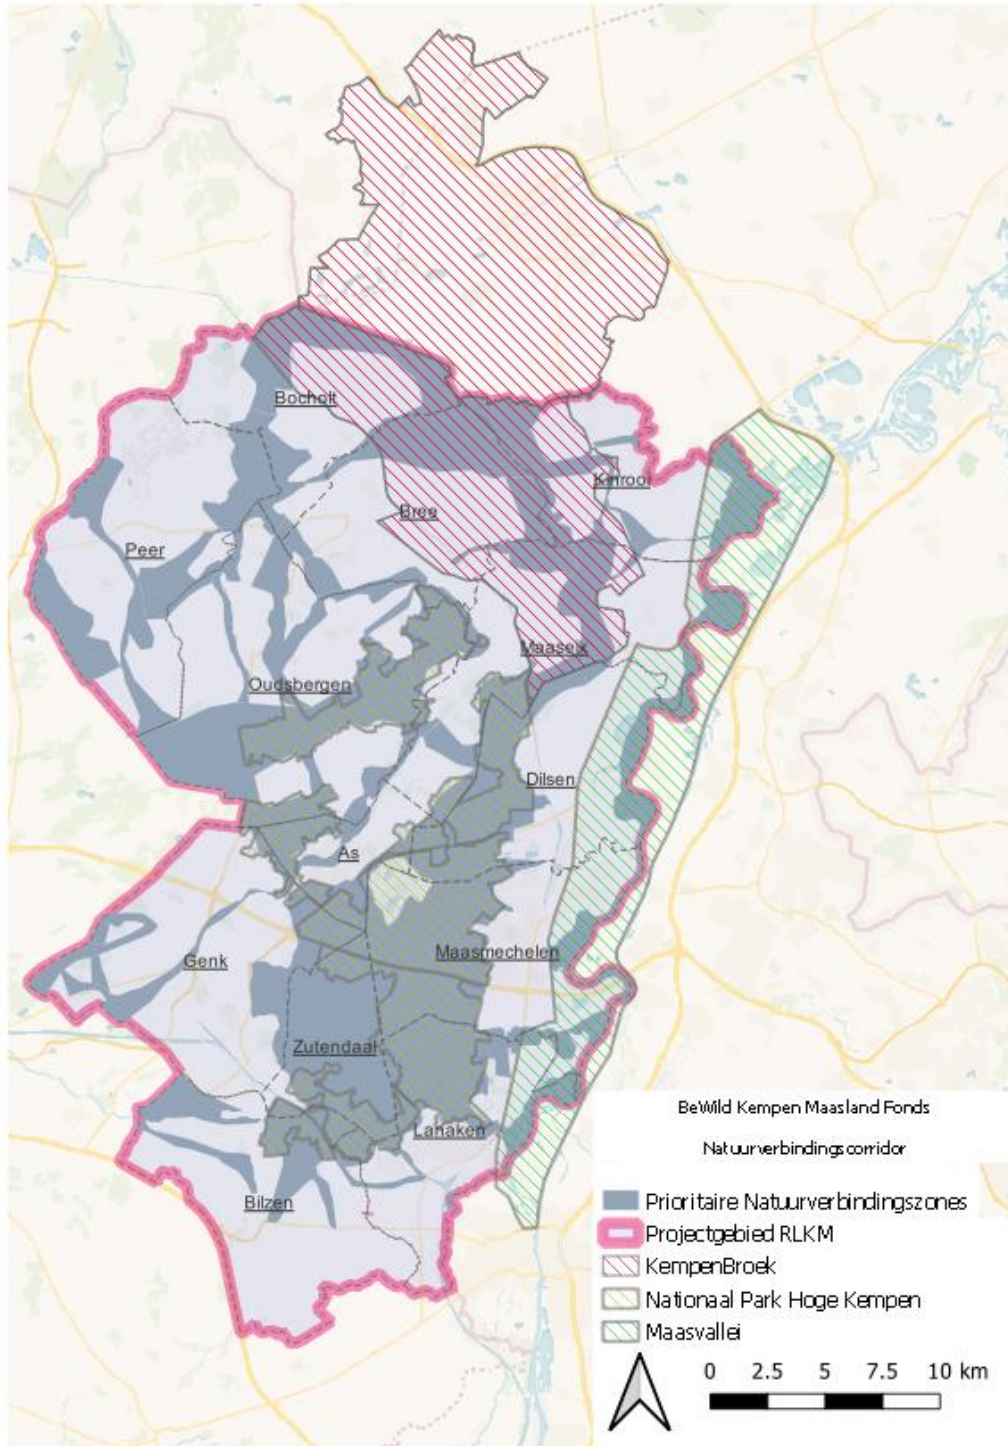 Bocholt
Kinrooi
Bree
Peer
Maaseik
Oudsbergen
Dilsen
As
Maasmechelen
Genk
Zutendaal
Lanaken
Bilzen
BeWild Kempen Maasland Fonds
Natuurverbindingscorridor
Prioritaire Natuurverbindingszones
Projectgebied RLKM
KempenBroek
Nationaal Park Hoge Kempen
Maasvallei
0 2.5 5 7.5 10 km